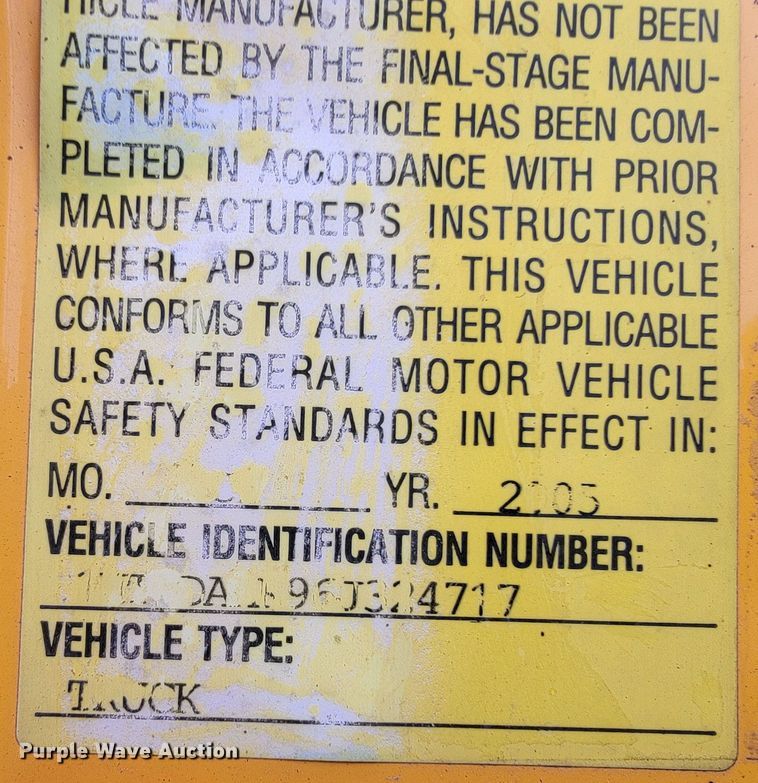 HICLE MANUFACTURER, HAS NOT BEEN
AFFECTED BY THE FINAL-STAGE MANU-
FACTURE. THE VEHICLE HAS BEEN COM-
PLETED IN ACCORDANCE WITH PRIOR
MANUFACTURER'S INSTRUCTIONS,
WHERE APPLICABLE. THIS VEHICLE
CONFORMS TO ALL OTHER APPLICABLE
U.S.A. FEDERAL MOTOR VEHICLE
SAFETY STANDARDS IN EFFECT IN:
MO. YR. 2005
VEHICLE IDENTIFICATION NUMBER:
VEHICLE TYPE:
TRUCK
Purple Wave Auction